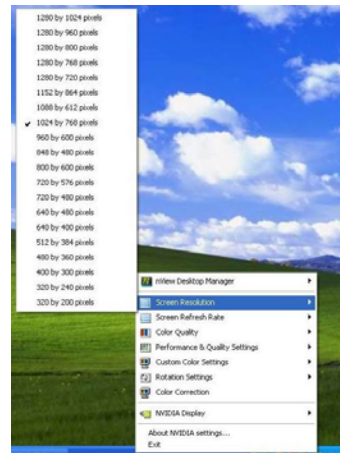 1280 by 1024 pixels
1280 by 960 pixels
1280 by 800 pixels
1280 by 768 pixels
1280 by 720 pixels
1152 by 864 pixels
1088 by 612 pixels
1024 by 768 pixels
960 by 600 pixels
848 by 480 pixels
800 by 600 pixels
720 by 576 pixels
720 by 480 pixels
640 by 480 pixels
640 by 400 pixels
512 by 384 pixels
480 by 360 pixels
400 by 300 pixels
320 by 240 pixels
320 by 200 pixels
nView Desktop Manager
Screen Resolution
Screen Refresh Rate
Color Quality
Performance & Quality Settings
Custom Color Settings
Rotation Settings
Color Correction
NVIDIA Display
About NVIDIA settings...
Exit